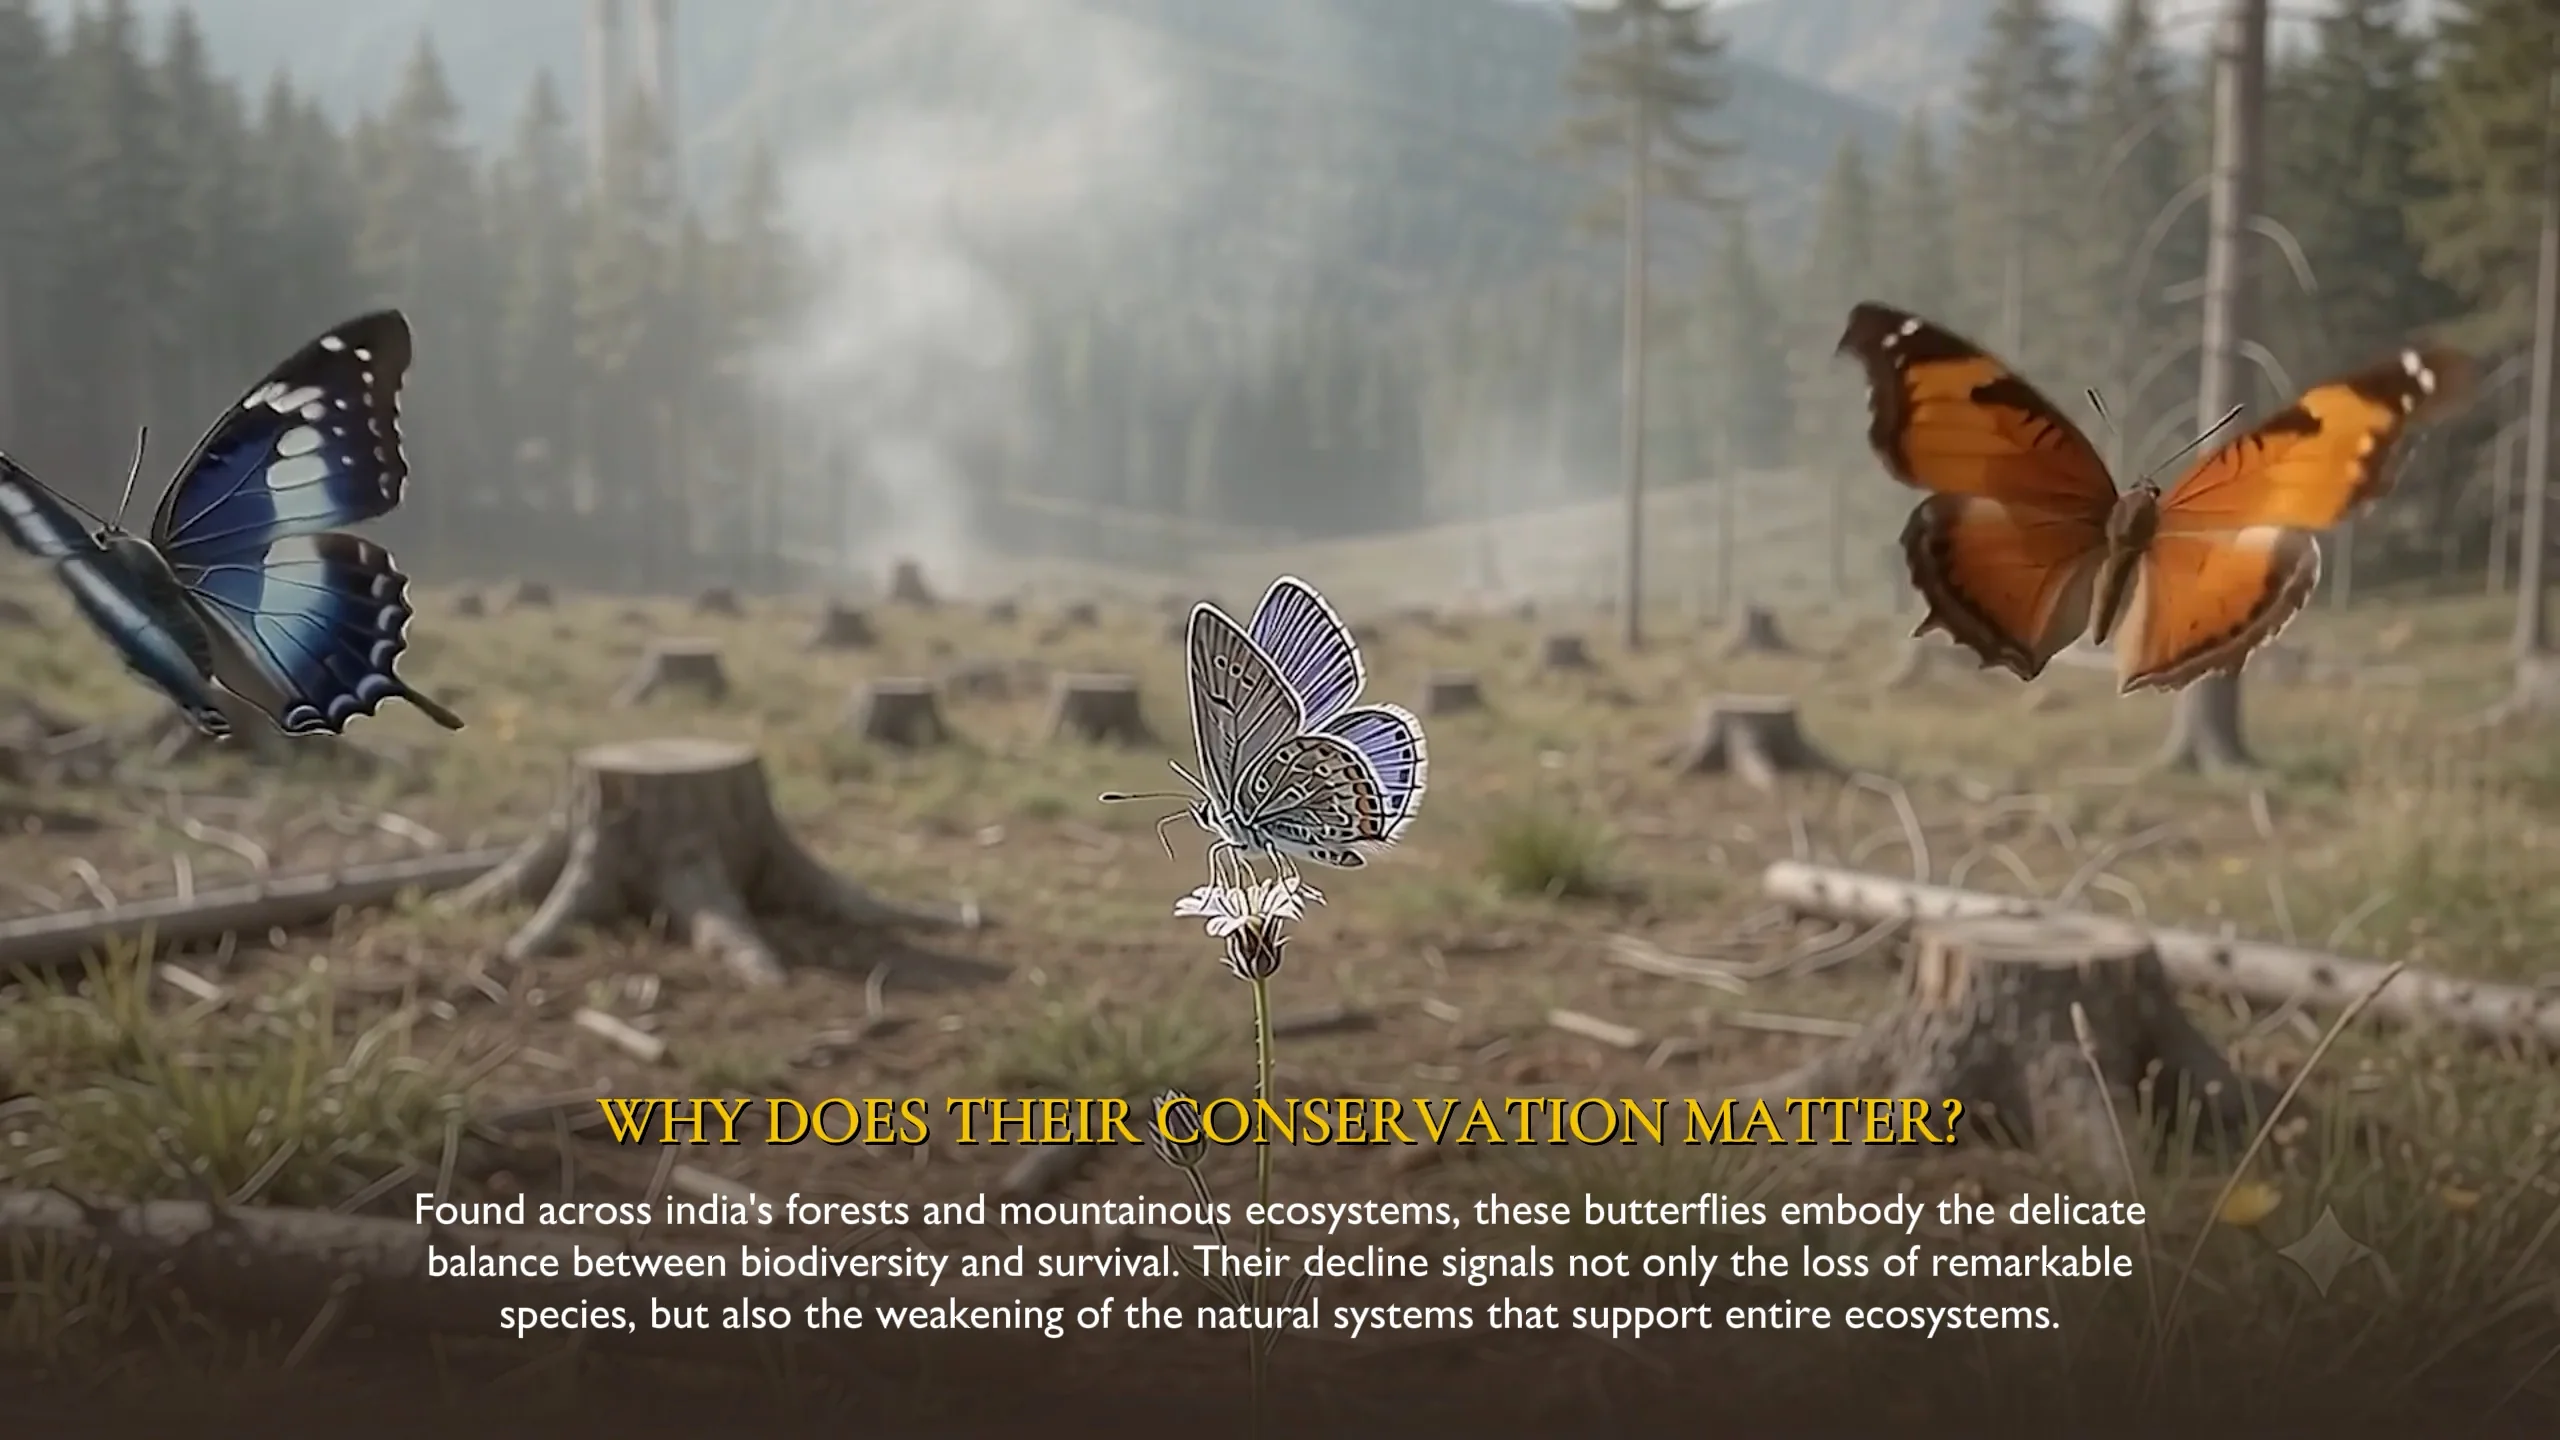 WHY DOES THEIR CONSERVATION MATTER?
Found across india's forests and mountainous ecosystems, these butterflies embody the delicate
balance between biodiversity and survival. Their decline signals not only the loss of remarkable
species, but also the weakening of the natural systems that support entire ecosystems.